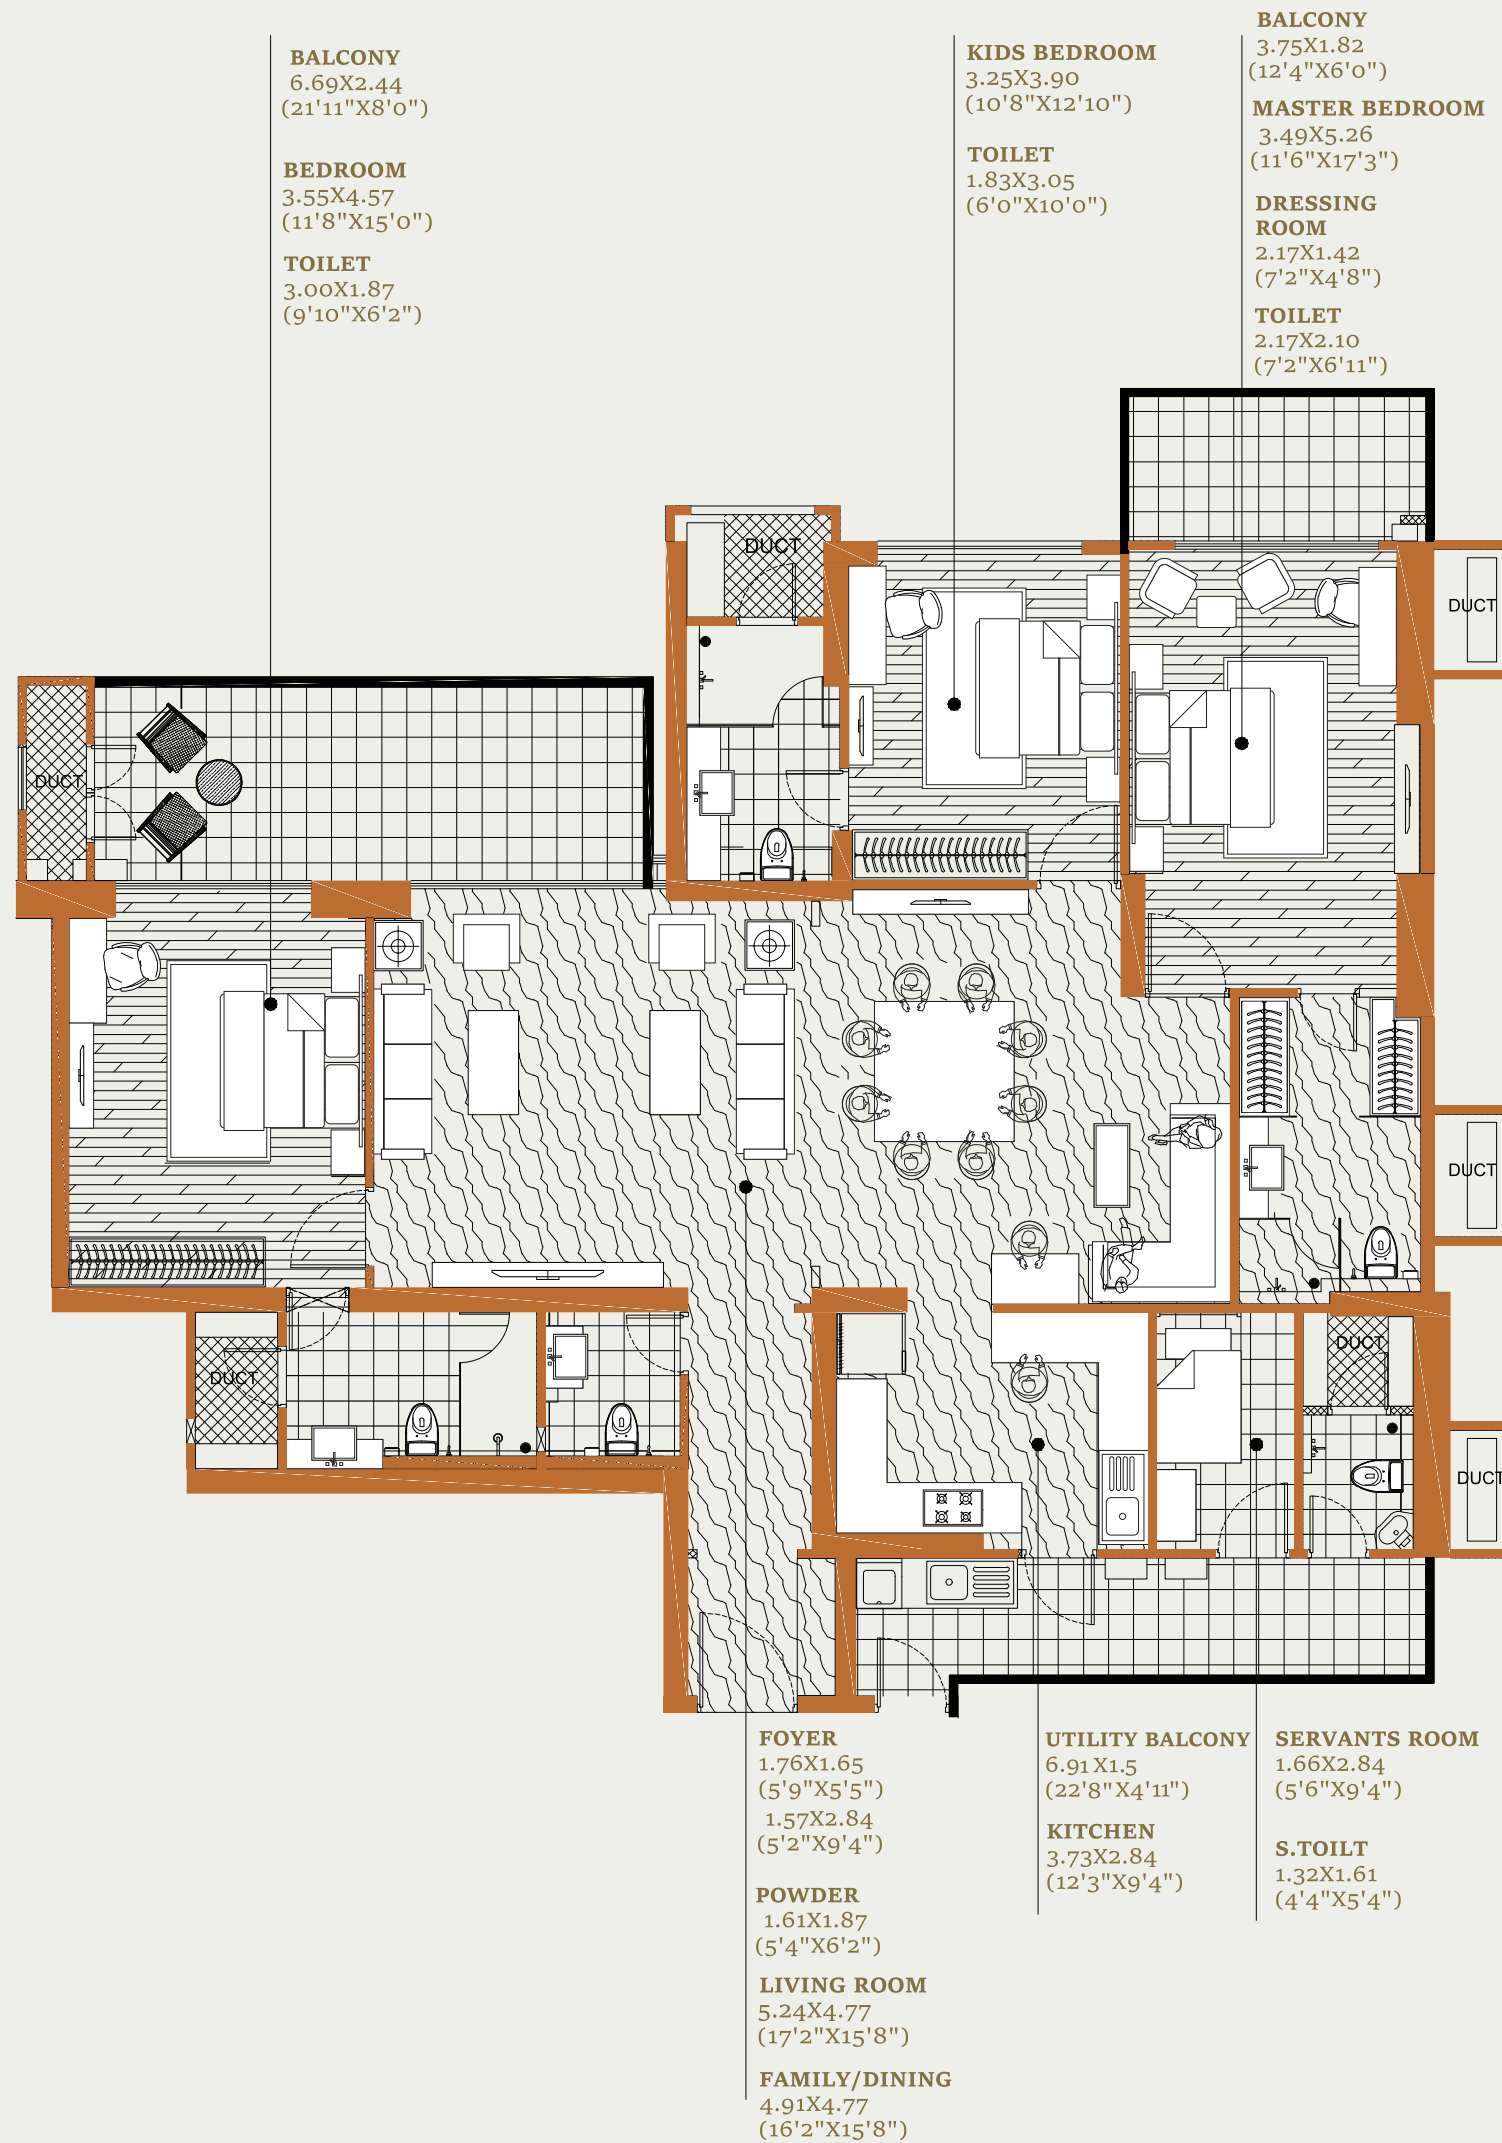 BALCONY
6.69X2.44
(21'11"X8'0")
BEDROOM
3.55X4.57
(11'8"X15'0")
TOILET
3.00X1.87
(9'10"X6'2")
KIDS BEDROOM
3.25X3.90
(10'8"X12'10")
TOILET
1.83X3.05
(6'0"X10'0")
BALCONY
3.75X1.82
(12'4"X6'0")
MASTER BEDROOM
3.49X5.26
(11'6"X17'3")
DRESSING
ROOM
2.17X1.42
(7'2"X4'8")
TOILET
2.17X2.10
(7'2"X6'11")
DUCT
DUCT
DUCT
DUCT
DUCT
DUCT
DUCT
FOYER
1.76X1.65
(5'9"X5'5")
1.57X2.84
(5'2"X9'4")
POWDER
1.61X1.87
(5'4"X6'2")
LIVING ROOM
5.24X4.77
(17'2"X15'8")
FAMILY/DINING
4.91X4.77
(16'2"X15'8")
UTILITY BALCONY
6.91 X1.5
(22'8"X4'11")
KITCHEN
3.73X2.84
(12'3"X9'4")
SERVANTS ROOM
1.66X2.84
(5'6"X9'4")
S.TOILT
1.32X1.61
(4'4"X5'4")